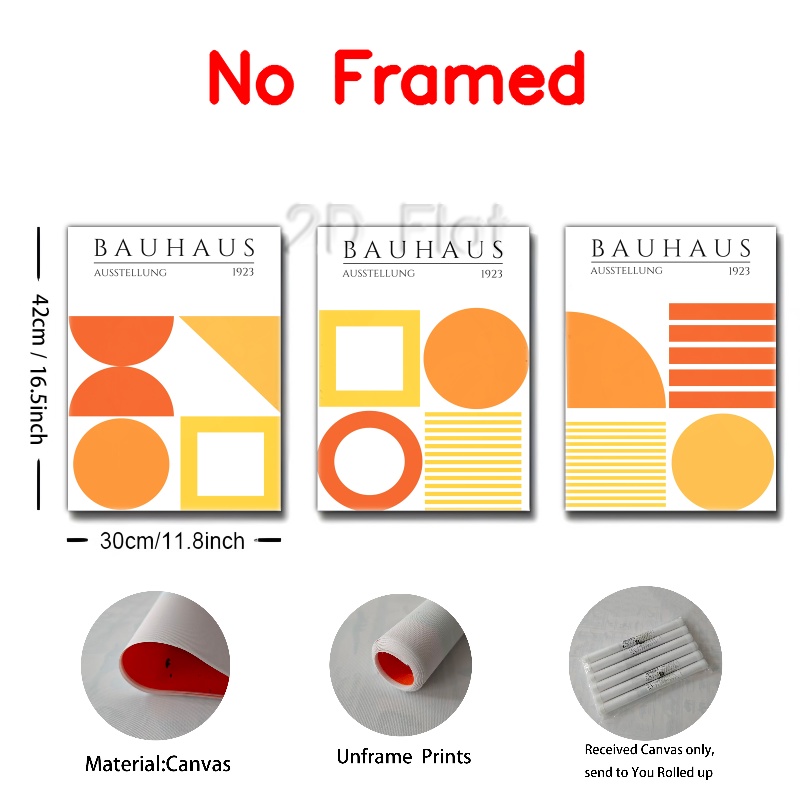 No Framed
2D Flat
BAUHAUS
AUSSTELLUNG 1923
BAUHAUS
AUSSTELLUNG 1923
BAUHAUS
AUSSTELLUNG 1923
42cm / 16.5inch
30cm/11.8inch
Material:Canvas
Unframe Prints
Received Canvas only,
send to You Rolled up